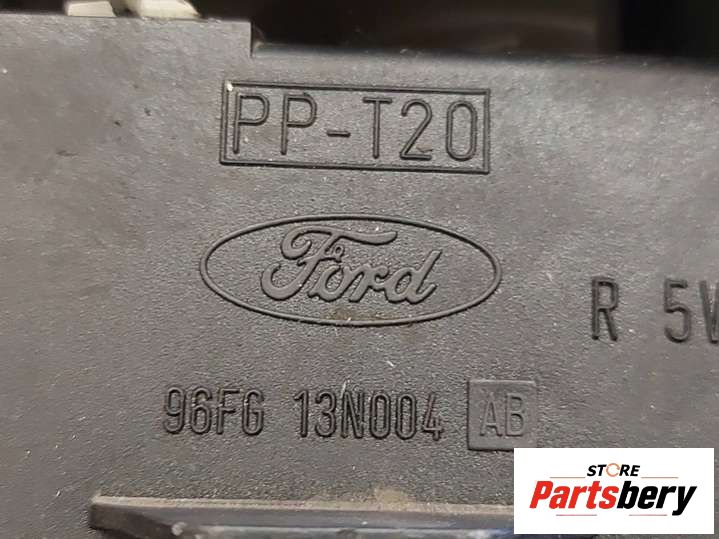 PP-T20
Ford
R 5W
96FG 13N004 AB
STORE
Partsbery